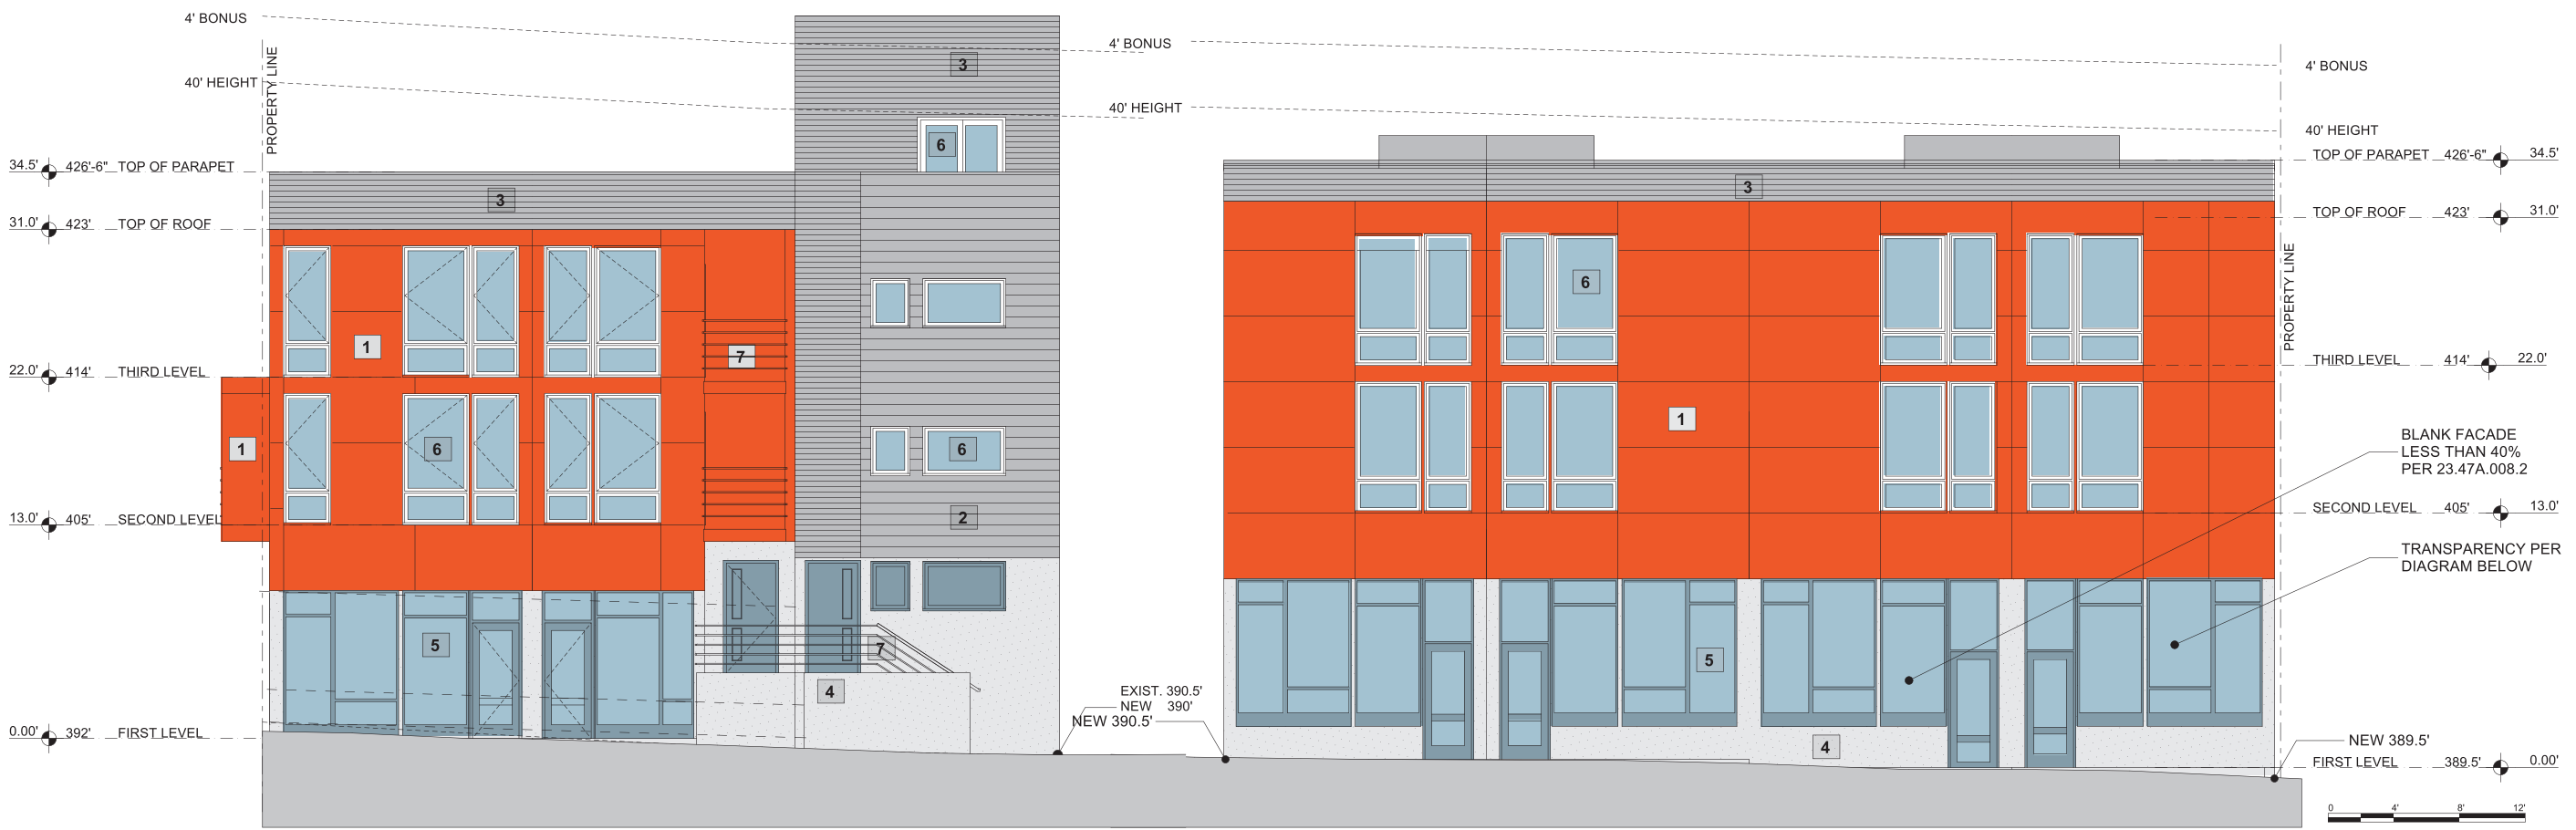 4' BONUS
40' HEIGHT
PROPERTY LINE
34.5' 426'-6" TOP OF PARAPET
31.0' 423' TOP OF ROOF
22.0' 414' THIRD LEVEL
13.0' 405' SECOND LEVEL
0.00' 392' FIRST LEVEL
3
3
6
1
7
1
6
6
2
5
7
4
4' BONUS
40' HEIGHT
EXIST. 390.5'
NEW 390'
NEW 390.5'
3
6
1
5
4
4' BONUS
40' HEIGHT
PROPERTY LINE
TOP OF PARAPET 426'-6" 34.5'
TOP OF ROOF 423' 31.0'
THIRD LEVEL 414' 22.0'
BLANK FACADE
LESS THAN 40%
PER 23.47A.008.2
SECOND LEVEL 405' 13.0'
TRANSPARENCY PER
DIAGRAM BELOW
NEW 389.5'
FIRST LEVEL 389.5' 0.00'
0 4' 8' 12'